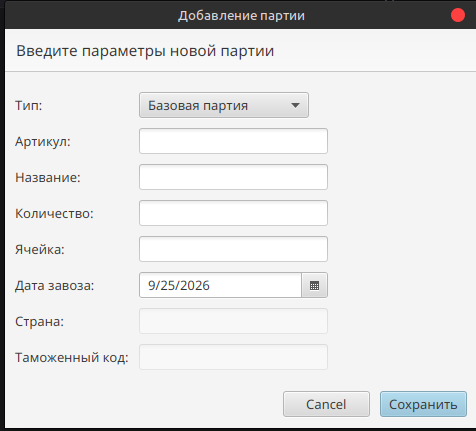 Добавление партии
Введите параметры новой партии
Тип: Базовая партия
Артикул:
Название:
Количество:
Ячейка:
Дата завоза: 9/25/2026
Страна:
Таможенный код:
Cancel Сохранить